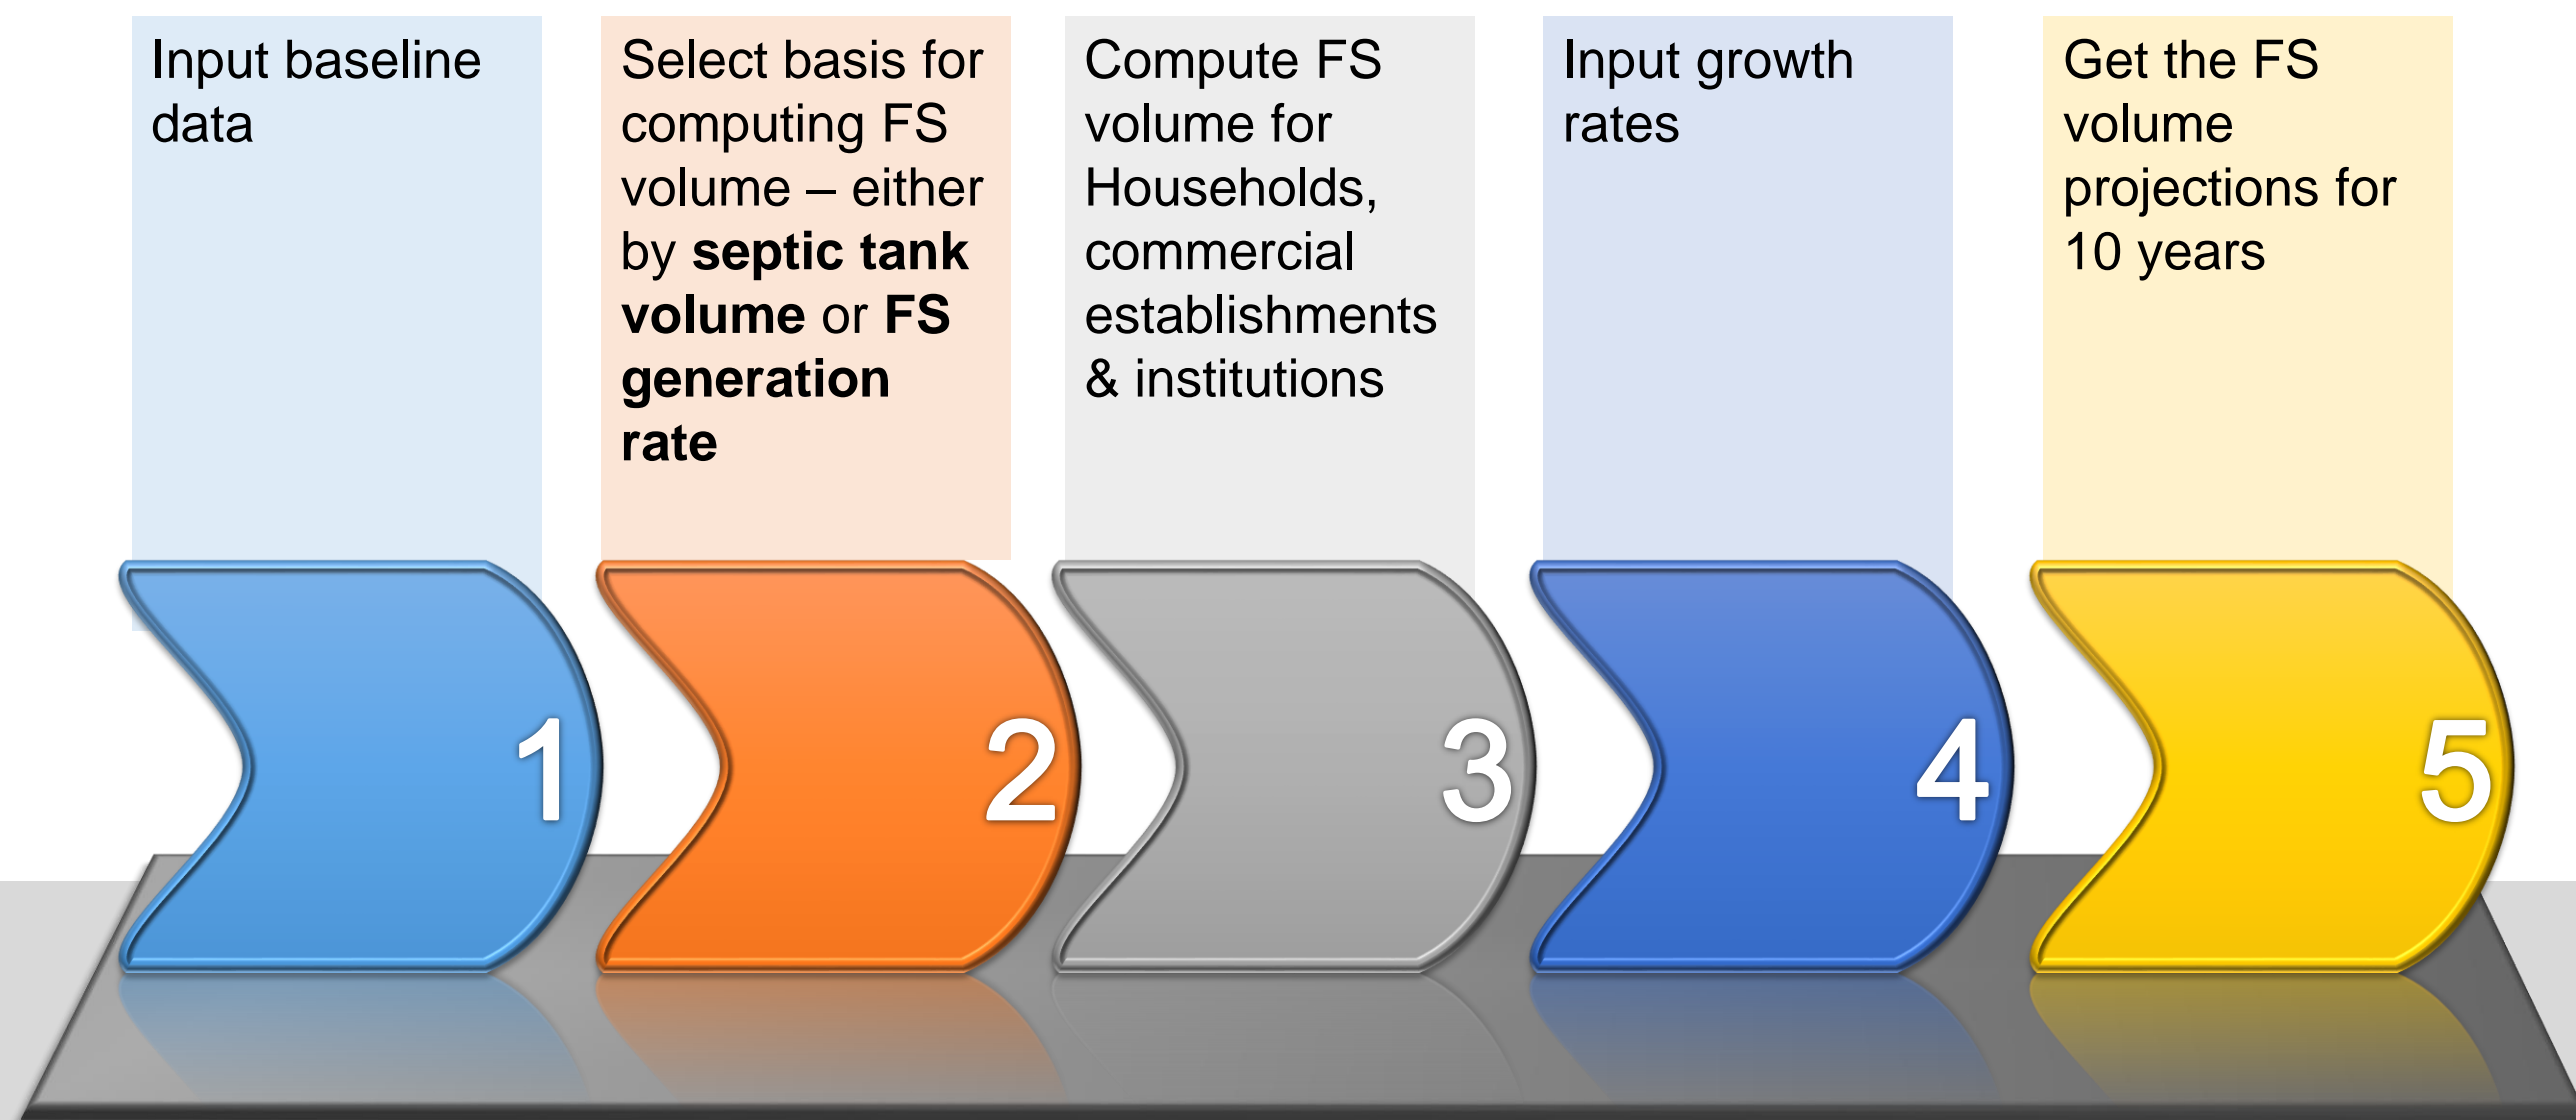 Input baseline
data
Select basis for
computing FS
volume – either
by septic tank
volume or FS
generation
rate
Compute FS
volume for
Households,
commercial
establishments
& institutions
Input growth
rates
Get the FS
volume
projections for
10 years
1
2
3
4
5